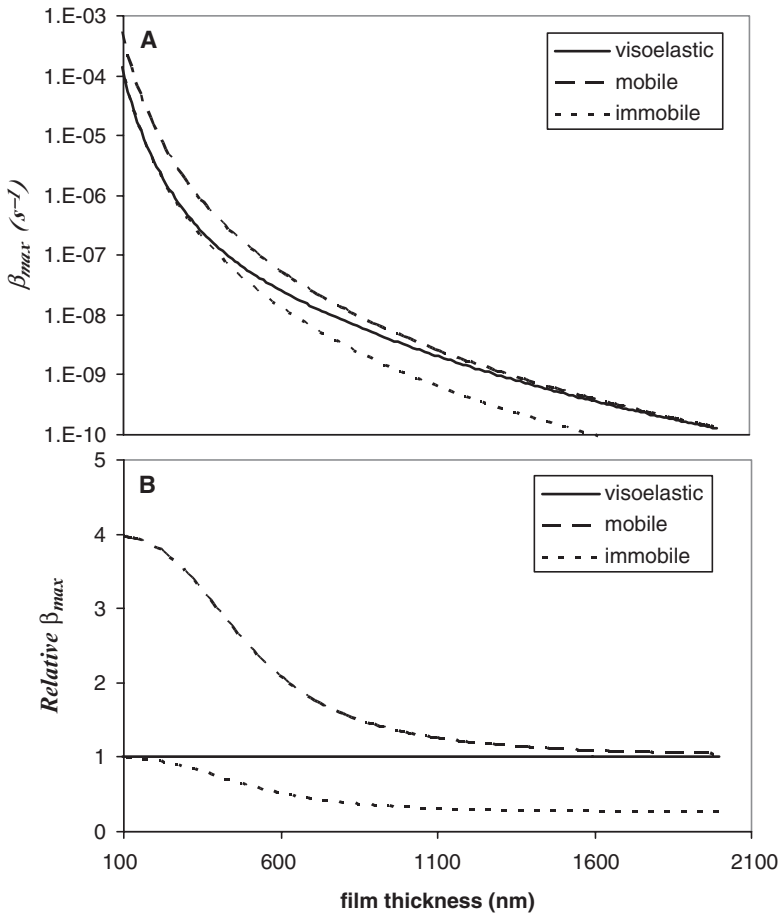 A
1.E-03
1.E-04
1.E-05
1.E-06
1.E-07
1.E-08
1.E-09
1.E-10
βmax (s–1)
visoelastic
mobile
immobile
B
5
4
3
2
1
0
Relative βmax
visoelastic
mobile
immobile
100 600 1100 1600 2100
film thickness (nm)